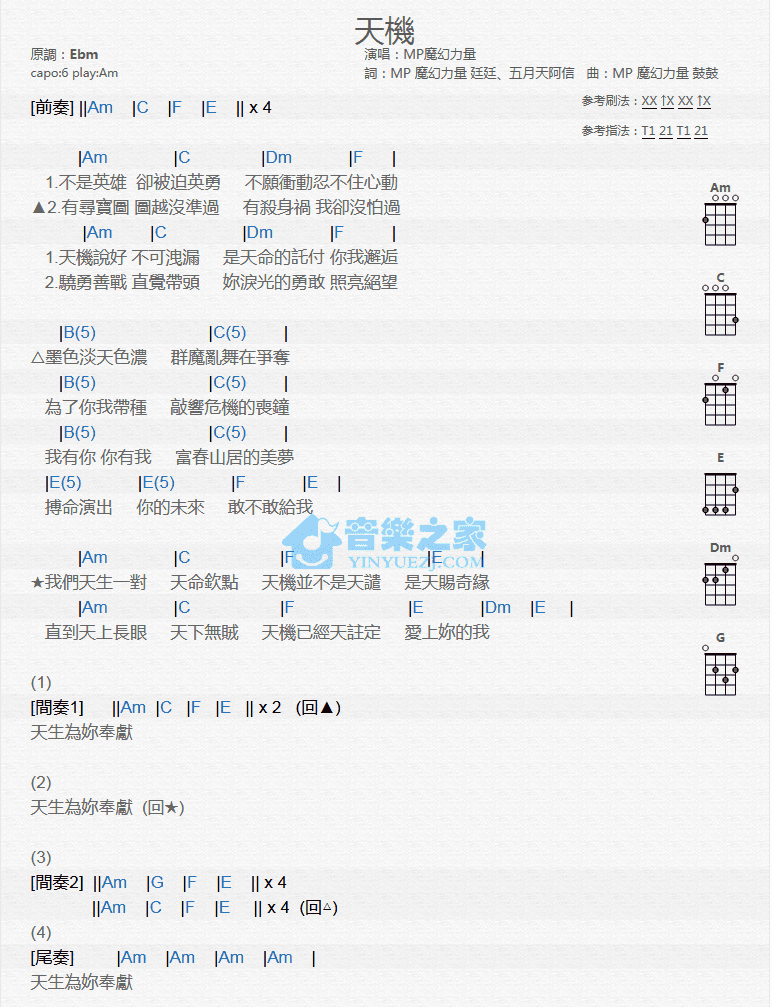 天機
原調：Ebm
演唱：MP魔幻力量
capo:6 play:Am
詞：MP 魔幻力量 廷廷、五月天阿信　曲：MP 魔幻力量 鼓鼓
[前奏] ||Am |C |F |E || x 4
参考刷法：XX ↑X XX ↑X
参考指法：T1 21 T1 21
|Am |C |Dm |F |
1.不是英雄 卻被迫英勇 不願衝動忍不住心動
▲2.有尋寶圖 圖越沒準過 有殺身禍 我卻沒怕過
|Am |C |Dm |F |
1.天機說好 不可洩漏 是天命的託付 你我邂逅
2.驍勇善戰 直覺帶頭 妳淚光的勇敢 照亮絕望
|B(5) |C(5) |
△墨色淡天色濃 群魔亂舞在爭奪
|B(5) |C(5) |
為了你我帶種 敲響危機的喪鐘
|B(5) |C(5) |
我有你 你有我 富春山居的美夢
|E(5) |E(5) |F |E |
搏命演出 你的未來 敢不敢給我
|Am |C |F |E |
★我們天生一對 天命欽點 天機並不是天譴 是天賜奇緣
|Am |C |F |E |Dm |E |
直到天上長眼 天下無賊 天機已經天註定 愛上妳的我
(1)
[間奏1] ||Am |C |F |E || x 2 (回▲)
天生為妳奉獻
(2)
天生為妳奉獻 (回★)
(3)
[間奏2] ||Am |G |F |E || x 4
||Am |C |F |E || x 4 (回△)
(4)
[尾奏] |Am |Am |Am |Am |
天生為妳奉獻
Am
C
F
E
Dm
G
音樂之家
YINYUEZJ.COM